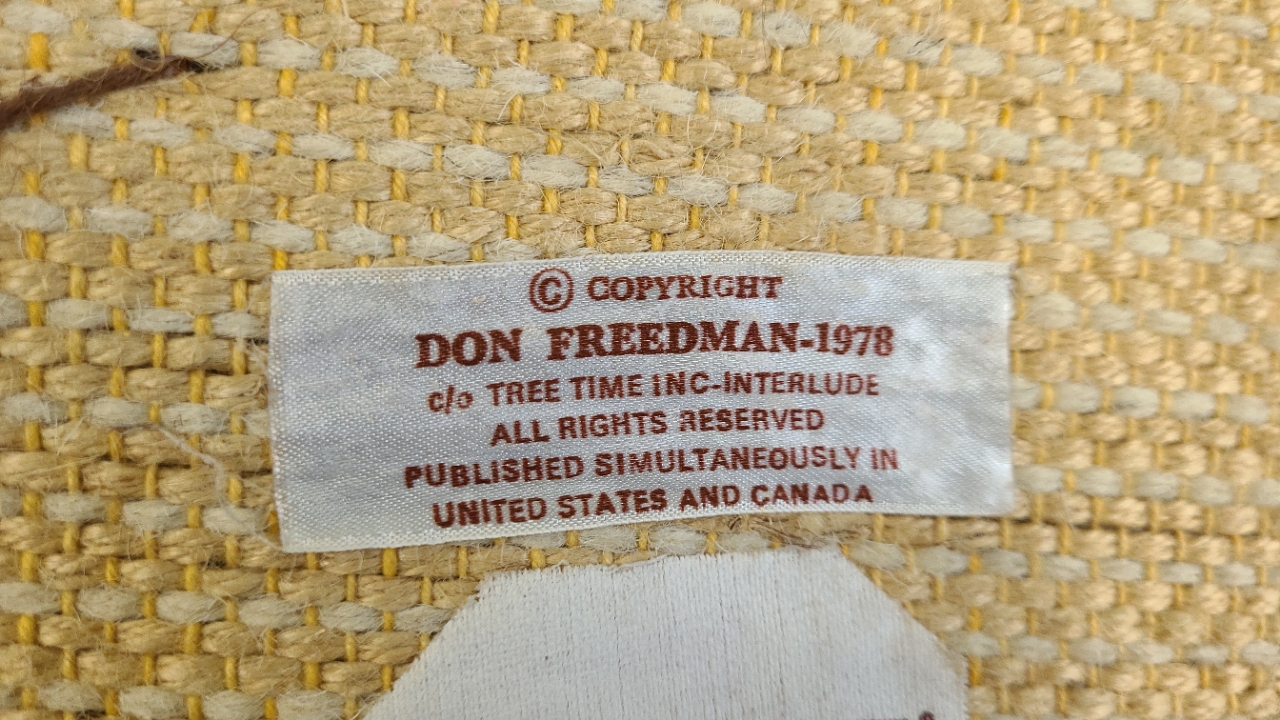 © COPYRIGHT
DON FREEDMAN-1978
c/o TREE TIME INC-INTERLUDE
ALL RIGHTS RESERVED
PUBLISHED SIMULTANEOUSLY IN
UNITED STATES AND CANADA